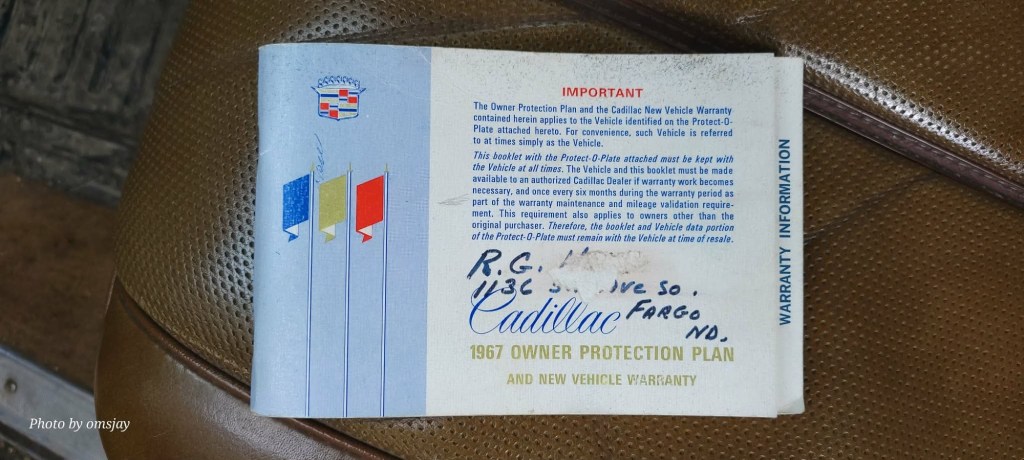 IMPORTANT
The Owner Protection Plan and the Cadillac New Vehicle Warranty
contained herein applies to the Vehicle identified on the Protect-O-
Plate attached hereto. For convenience, such Vehicle is referred
to at times simply as the Vehicle.
This booklet with the Protect-O-Plate attached must be kept with
the Vehicle at all times. The Vehicle and this booklet must be made
available to an authorized Cadillac Dealer if warranty work becomes
necessary, and once every six months during the warranty period as
part of the warranty maintenance and mileage validation require-
ment. This requirement also applies to owners other than the
original purchaser. Therefore, the booklet and Vehicle data portion
of the Protect-O-Plate must remain with the Vehicle at time of resale.
R.G.
1136 So.
Cadillac FARGO
ND.
1967 OWNER PROTECTION PLAN
AND NEW VEHICLE WARRANTY
WARRANTY INFORMATION
Photo by omsjay